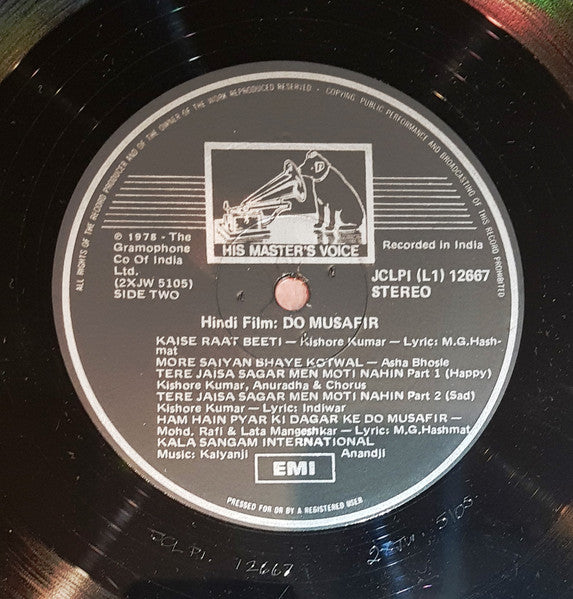 ALL RIGHTS OF THE RECORD PRODUCER AND OF THE OWNER OF THE WORK REPRODUCED RESERVED - COPYING, PUBLIC PERFORMANCE AND BROADCASTING OF THIS RECORD PROHIBITED
HIS MASTER'S VOICE
℗ 1978 - The
Gramophone
Co Of India
Ltd.
(2XJW 5105)
SIDE TWO
Recorded in India
JCLPI (L1) 12667
STEREO
Hindi Film: DO MUSAFIR
KAISE RAAT BEETI — Kishore Kumar — Lyric: M.G.Hash-
mat
MORE SAIYAN BHAYE KOTWAL — Asha Bhosle
TERE JAISA SAGAR MEN MOTI NAHIN Part 1 (Happy)
Kishore Kumar, Anuradha & Chorus
TERE JAISA SAGAR MEN MOTI NAHIN Part 2 (Sad)
Kishore Kumar — Lyric: Indiwar
HAM HAIN PYAR KI DAGAR KE DO MUSAFIR —
Mohd. Rafi & Lata Mangeshkar — Lyric: M.G.Hashmat
KALA SANGAM INTERNATIONAL
Music: Kalyanji Anandji
EMI
PRESSED FOR OR BY A REGISTERED USER
JCLPI 12667